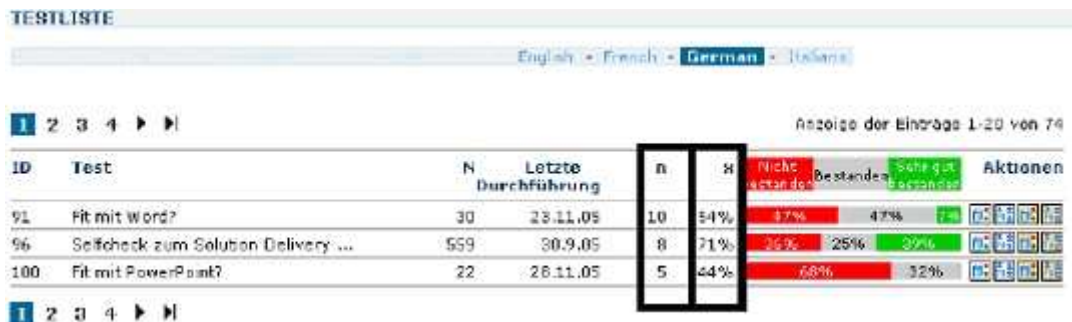 TESTLISTE
English • French • German • Italiano
1 2 3 4
Anzeige der Einträge 1-20 von 74
ID Test N Letzte Durchführung n x Nicht bestanden Bestanden Sehr gut bestanden Aktionen
91 Fit mit Word? 30 23.11.05 10 54% 47% 47% 7%
96 Selfcheck zum Solution Delivery ... 559 30.9.05 8 71% 36% 25% 39%
100 Fit mit PowerPoint? 22 28.11.05 5 44% 68% 32%
1 2 3 4